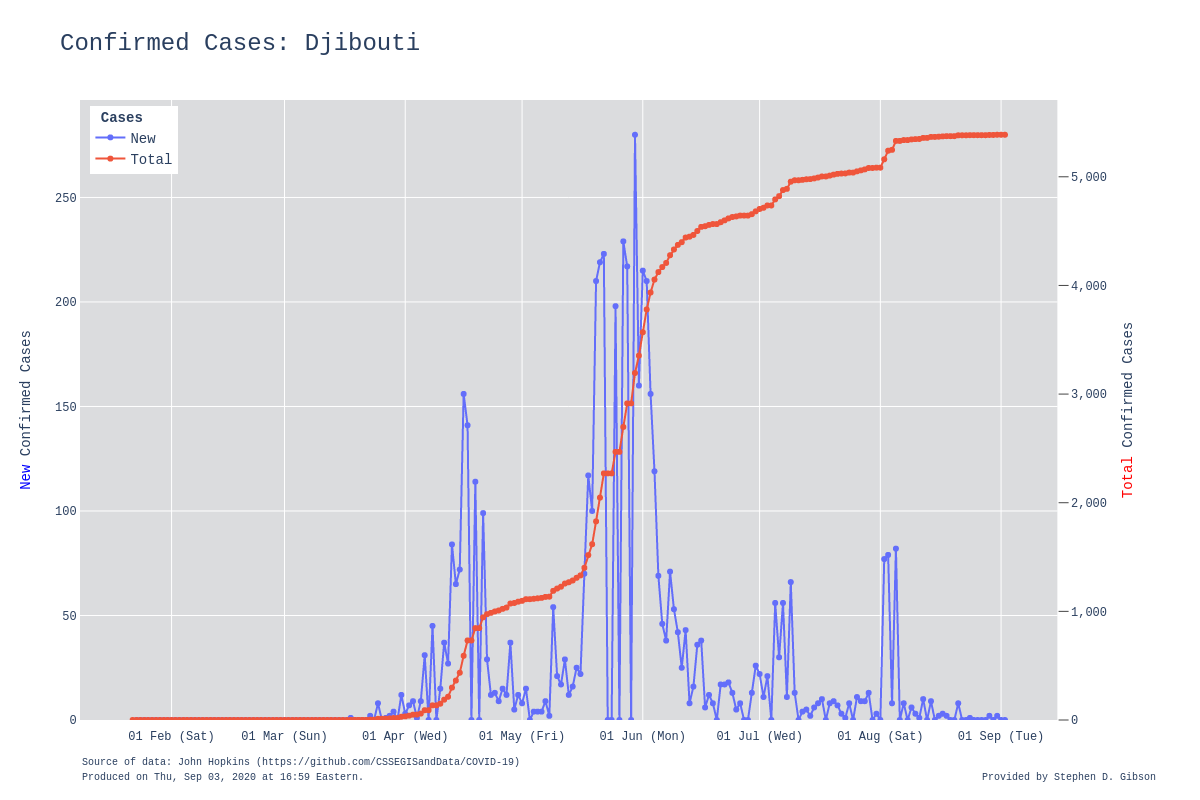 Confirmed Cases: Djibouti
Cases
New
Total
250
200
150
100
50
0
5,000
4,000
3,000
2,000
1,000
0
New Confirmed Cases
Total Confirmed Cases
01 Feb (Sat) 01 Mar (Sun) 01 Apr (Wed) 01 May (Fri) 01 Jun (Mon) 01 Jul (Wed) 01 Aug (Sat) 01 Sep (Tue)
Source of data: John Hopkins (https://github.com/CSSEGISandData/COVID-19)
Produced on Thu, Sep 03, 2020 at 16:59 Eastern.
Provided by Stephen D. Gibson